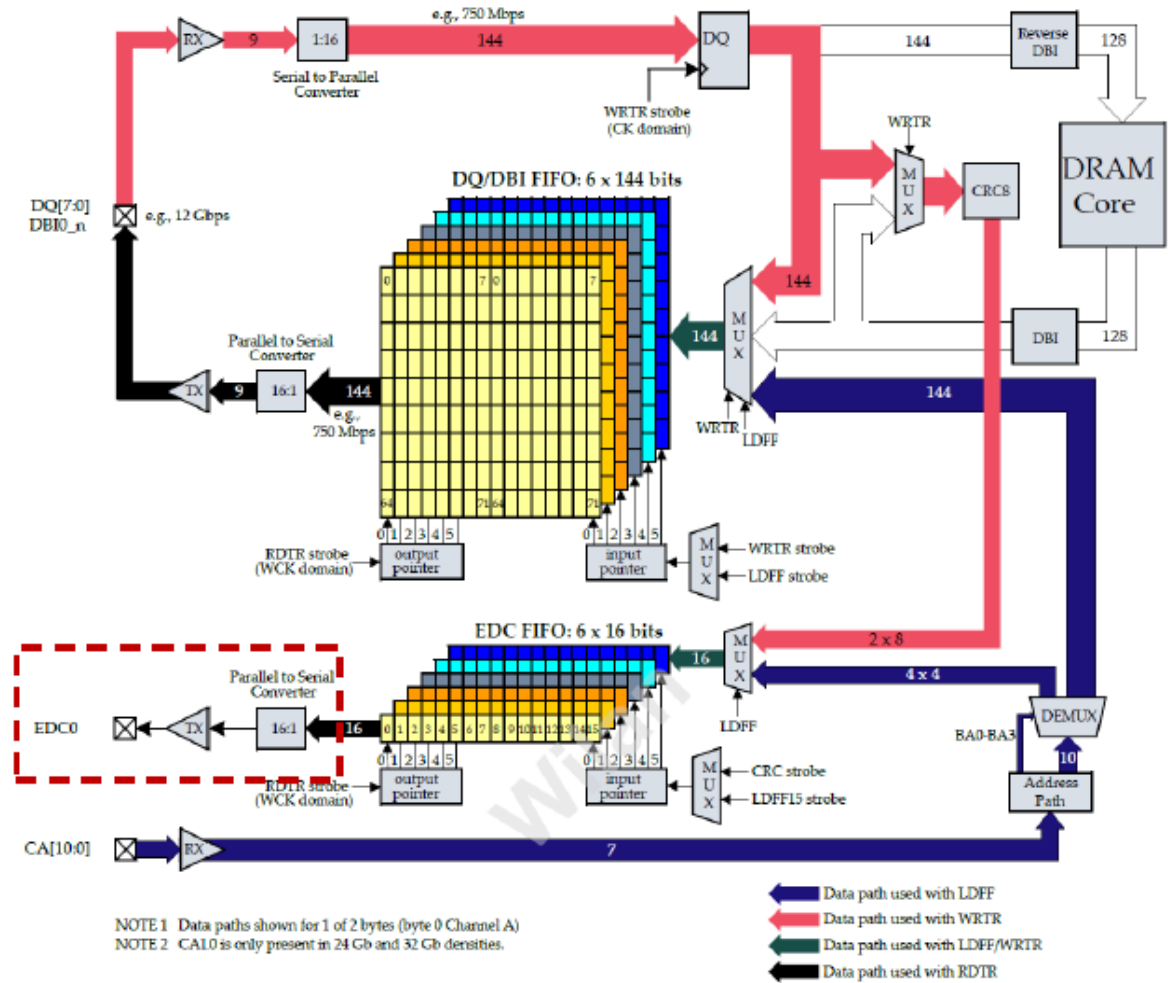 e.g., 750 Mbps
RX
9
1:16
144
DQ
144
Reverse
DBI
128
Serial to Parallel
Converter
WRTR strobe
(CK domain)
WRTR
MUX
CRC8
DRAM
Core
DQ/DBI FIFO: 6 x 144 bits
DQ[7:0]
DBI0_n
e.g., 12 Gbps
0
7
0
7
144
MUX
144
DBI
128
Parallel to Serial
Converter
TX
9
16:1
144
e.g.,
750 Mbps
144
WRTR
LDFF
64
71
64
71
0 1 2 3 4 5
0 1 2 3 4 5
RDTR strobe
(WCK domain)
output
pointer
input
pointer
MUX
WRTR strobe
LDFF strobe
EDC FIFO: 6 x 16 bits
16
MUX
2 x 8
4 x 4
LDFF
Parallel to Serial
Converter
EDC0
TX
16:1
16
0 1 2 3 4 5 6 7 8 9 10 11 12 13 14 15
DEMUX
BA0-BA3
10
0 1 2 3 4 5
0 1 2 3 4 5
RDTR strobe
(WCK domain)
output
pointer
input
pointer
MUX
CRC strobe
LDFF15 strobe
Address
Path
CA[10:0]
RX
7
Data path used with LDFF
NOTE 1 Data paths shown for 1 of 2 bytes (byte 0 Channel A)
Data path used with WRTR
NOTE 2 CA10 is only present in 24 Gb and 32 Gb densities.
Data path used with LDFF/WRTR
Data path used with RDTR